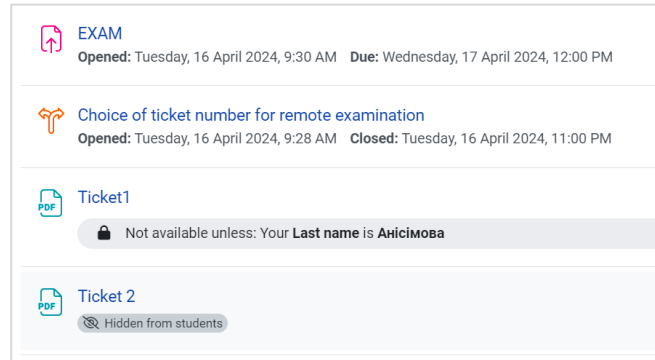 EXAM
Opened: Tuesday, 16 April 2024, 9:30 AM Due: Wednesday, 17 April 2024, 12:00 PM
Choice of ticket number for remote examination
Opened: Tuesday, 16 April 2024, 9:28 AM Closed: Tuesday, 16 April 2024, 11:00 PM
PDF Ticket1
Not available unless: Your Last name is Анісімова
PDF Ticket 2
Hidden from students